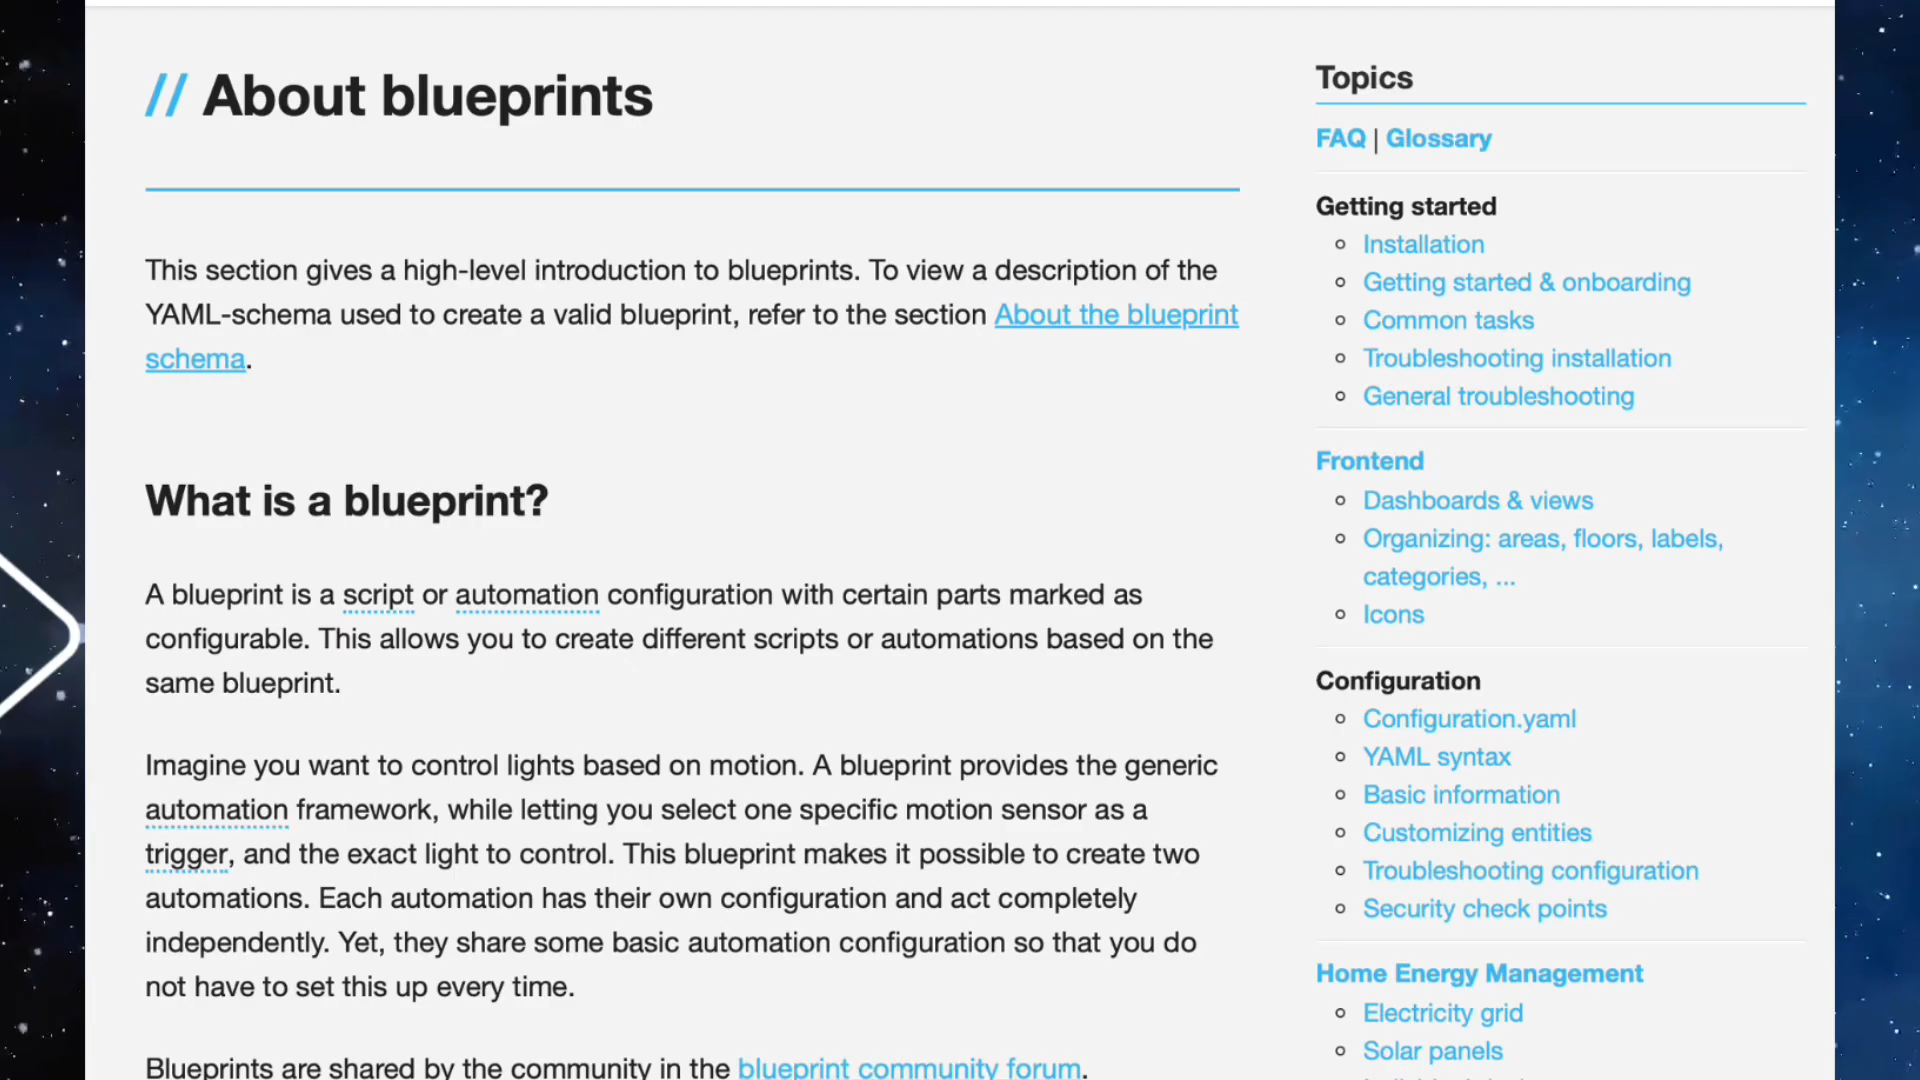 // About blueprints
This section gives a high-level introduction to blueprints. To view a description of the
YAML-schema used to create a valid blueprint, refer to the section About the blueprint
schema.
What is a blueprint?
A blueprint is a script or automation configuration with certain parts marked as
configurable. This allows you to create different scripts or automations based on the
same blueprint.
Imagine you want to control lights based on motion. A blueprint provides the generic
automation framework, while letting you select one specific motion sensor as a
trigger, and the exact light to control. This blueprint makes it possible to create two
automations. Each automation has their own configuration and act completely
independently. Yet, they share some basic automation configuration so that you do
not have to set this up every time.
Blueprints are shared by the community in the blueprint community forum.
Topics
FAQ | Glossary
Getting started
Installation
Getting started & onboarding
Common tasks
Troubleshooting installation
General troubleshooting
Frontend
Dashboards & views
Organizing: areas, floors, labels,
categories, ...
Icons
Configuration
Configuration.yaml
YAML syntax
Basic information
Customizing entities
Troubleshooting configuration
Security check points
Home Energy Management
Electricity grid
Solar panels